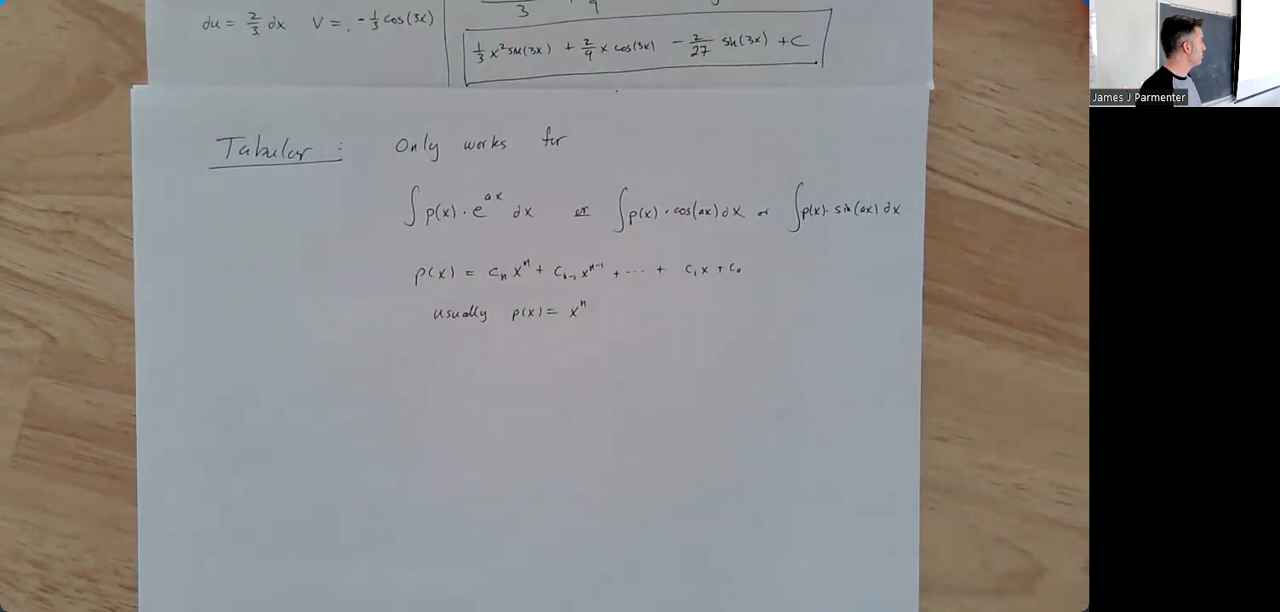 du = 2/3 dx V = - 1/3 cos(3x)
3 9
1/3 x² sin(3x) + 2/9 x cos(3x) - 2/27 sin(3x) + C
James J Parmenter
Tabular : Only works for
∫ p(x) · e^{ax} dx or ∫ p(x) · cos(ax) dx or ∫ p(x) · sin(ax) dx
p(x) = cₙ xⁿ + cₙ₋₁ xⁿ⁻¹ + ··· + c₁ x + c₀
usually p(x) = xⁿ